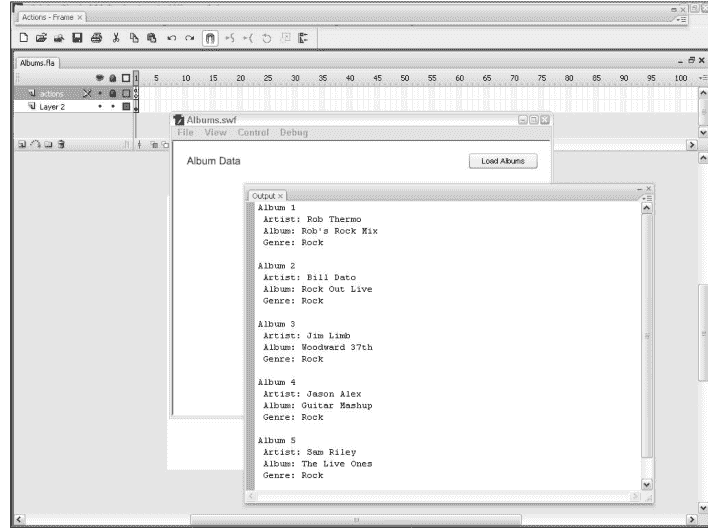 Actions - Frame ×
Albums.fla
1 5 10 15 20 25 30 35 40 45 50 55 60 65 70 75 80 85 90 95 100
actions
Layer 2
Albums.swf
File View Control Debug
Album Data
Load Albums
Output ×
Album 1
Artist: Rob Thermo
Album: Rob's Rock Mix
Genre: Rock
Album 2
Artist: Bill Dato
Album: Rock Out Live
Genre: Rock
Album 3
Artist: Jim Limb
Album: Woodward 37th
Genre: Rock
Album 4
Artist: Jason Alex
Album: Guitar Mashup
Genre: Rock
Album 5
Artist: Sam Riley
Album: The Live Ones
Genre: Rock